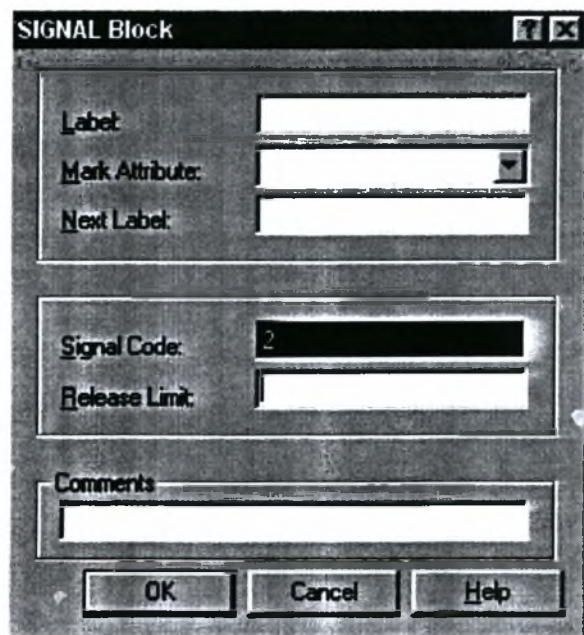 SIGNAL Block
Label:
Mark Attribute:
Next Label:
Signal Code: 2
Release Limit:
Comments
OK Cancel Help